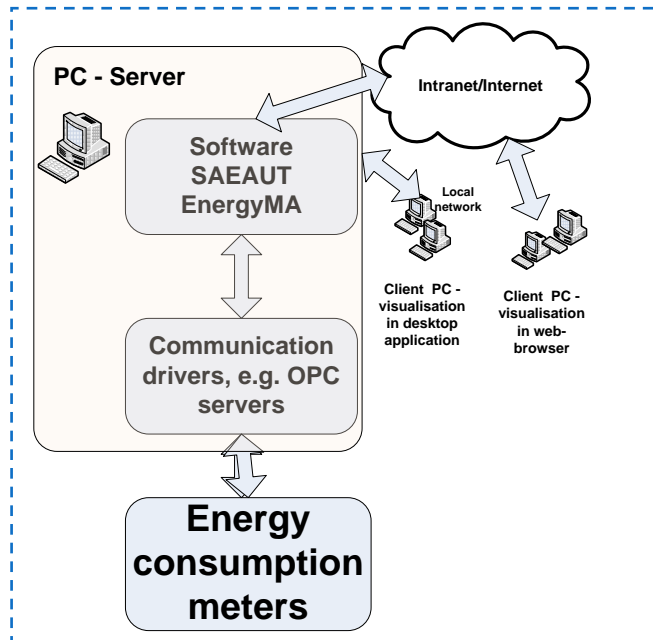 PC - Server
Intranet/Internet
Software
SAEAUT
EnergyMA
Local
network
Client PC -
visualisation
in desktop
application
Client PC -
visualisation
in web-
browser
Communication
drivers, e.g. OPC
servers
Energy
consumption
meters